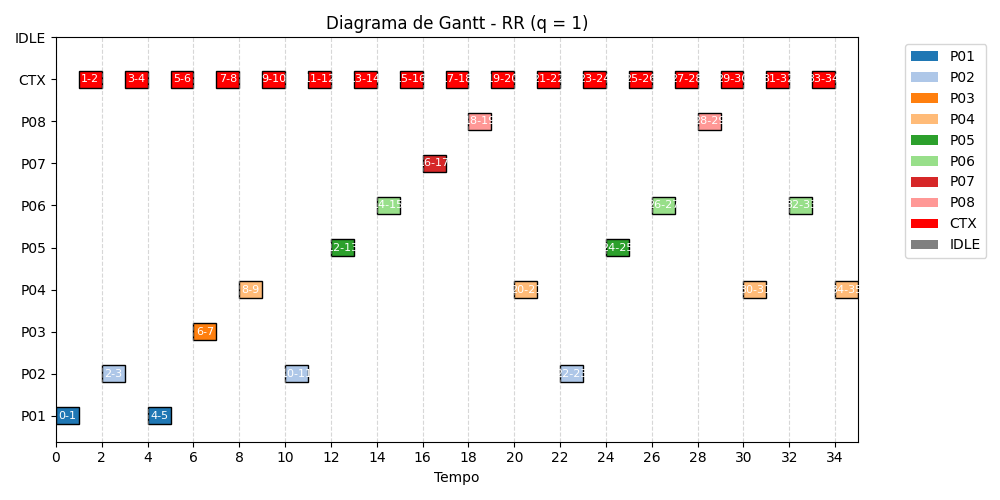 Diagrama de Gantt - RR (q = 1)
IDLE
CTX
1-2 3-4 5-6 7-8 9-10 11-12 13-14 15-16 17-18 19-20 21-22 23-24 25-26 27-28 29-30 31-32 33-34
P08
18-19 28-29
P07
16-17
P06
14-15 26-27 32-33
P05
12-13 24-25
P04
8-9 20-21 30-31 34-35
P03
6-7
P02
2-3 10-11 22-23
P01
0-1 4-5
0 2 4 6 8 10 12 14 16 18 20 22 24 26 28 30 32 34
Tempo
P01
P02
P03
P04
P05
P06
P07
P08
CTX
IDLE